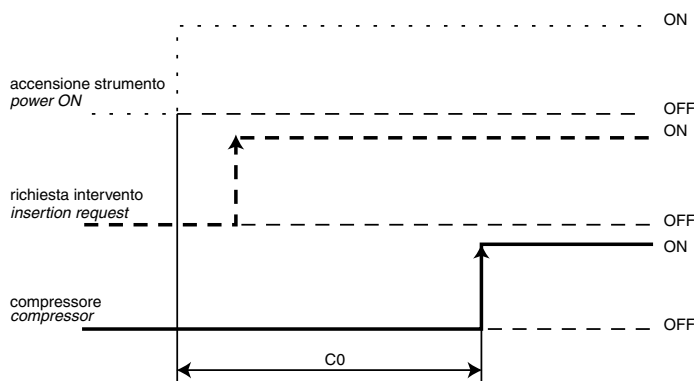 ON
accensione strumento
power ON
OFF
ON
richiesta intervento
insertion request
OFF
ON
compressore
compressor
OFF
C0